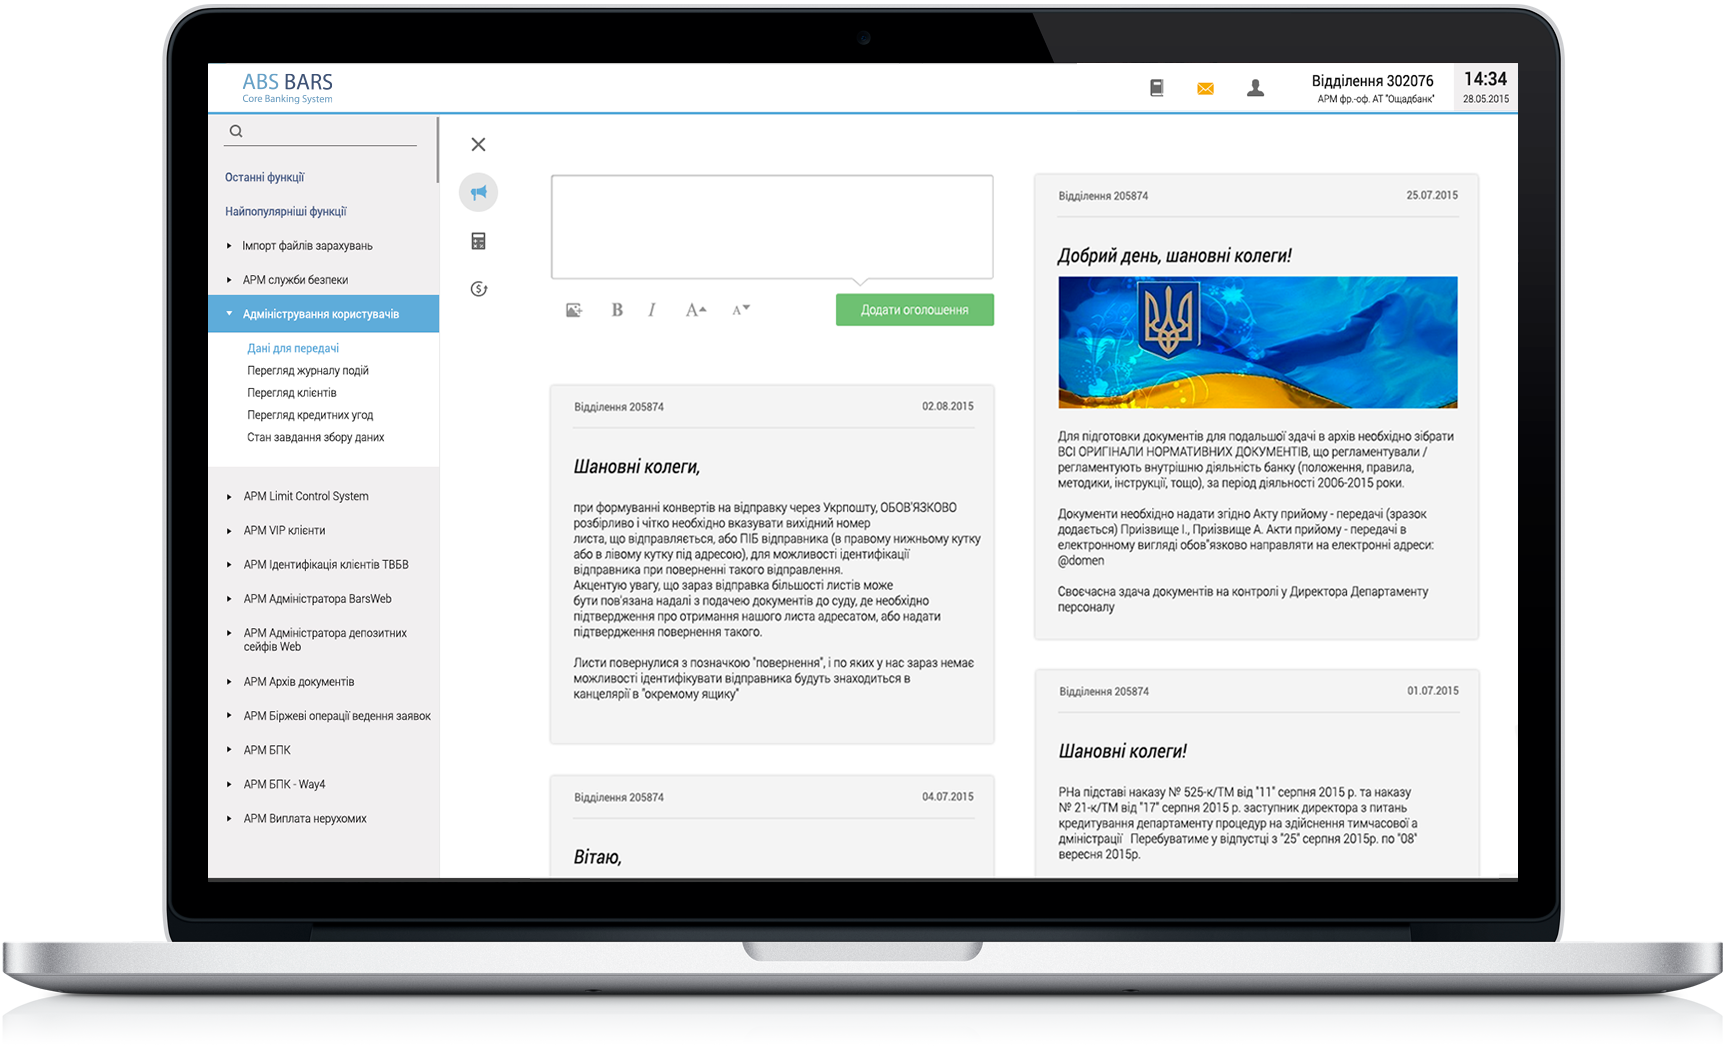 ABS BARS
Core Banking System
Відділення 302076
АРМ фр.-оф. АТ "Ощадбанк"
14:34
28.05.2015
Останні функції
Найпопулярніші функції
Імпорт файлів зарахувань
АРМ служби безпеки
Адміністрування користувачів
Дані для передачі
Перегляд журналу подій
Перегляд клієнтів
Перегляд кредитних угод
Стан завдання збору даних
АРМ Limit Control System
АРМ VIP клієнти
АРМ Ідентифікація клієнтів ТВБВ
АРМ Адміністратора BarsWeb
АРМ Адміністратора депозитних
сейфів Web
АРМ Архів документів
АРМ Біржеві операції ведення заявок
АРМ БПК
АРМ БПК - Way4
АРМ Виплата нерухомих
B I A A
Додати оголошення
Відділення 205874
02.08.2015
Шановні колеги,
при формуванні конвертів на відправку через Укрпошту, ОБОВ'ЯЗКОВО
розбірливо і чітко необхідно вказувати вихідний номер
листа, що відправляється, або ПІБ відправника (в правому нижньому кутку
або в лівому кутку під адресою), для можливості ідентифікації
відправника при поверненні такого відправлення.
Акцентую увагу, що зараз відправка більшості листів може
бути пов'язана надалі з подачею документів до суду, де необхідно
підтвердження про отримання нашого листа адресатом, або надати
підтвердження повернення такого.
Листи повернулися з позначкою "повернення", і по яких у нас зараз немає
можливості ідентифікувати відправника будуть знаходиться в
канцелярії в "окремому ящику"
Відділення 205874
04.07.2015
Вітаю,
Відділення 205874
25.07.2015
Добрий день, шановні колеги!
Для підготовки документів для подальшої здачі в архів необхідно зібрати
ВСІ ОРИГІНАЛИ НОРМАТИВНИХ ДОКУМЕНТІВ, що регламентували /
регламентують внутрішню діяльність банку (положення, правила,
методики, інструкції, тощо), за період діяльності 2006-2015 роки.
Документи необхідно надати згідно Акту прийому - передачі (зразок
додається) Приізвище І., Приізвище А. Акти прийому - передачі в
електронному вигляді обов"язково направляти на електронні адреси:
@domen
Своєчасна здача документів на контролі у Директора Департаменту
персоналу
Відділення 205874
01.07.2015
Шановні колеги!
РНа підставі наказу № 525-к/ТМ від "11" серпня 2015 р. та наказу
№ 21-к/ТМ від "17" серпня 2015 р. заступник директора з питань
кредитування департаменту процедур на здійснення тимчасової а
дміністрації Перебуватиме у відпустці з "25" серпня 2015р. по "08"
вересня 2015р.